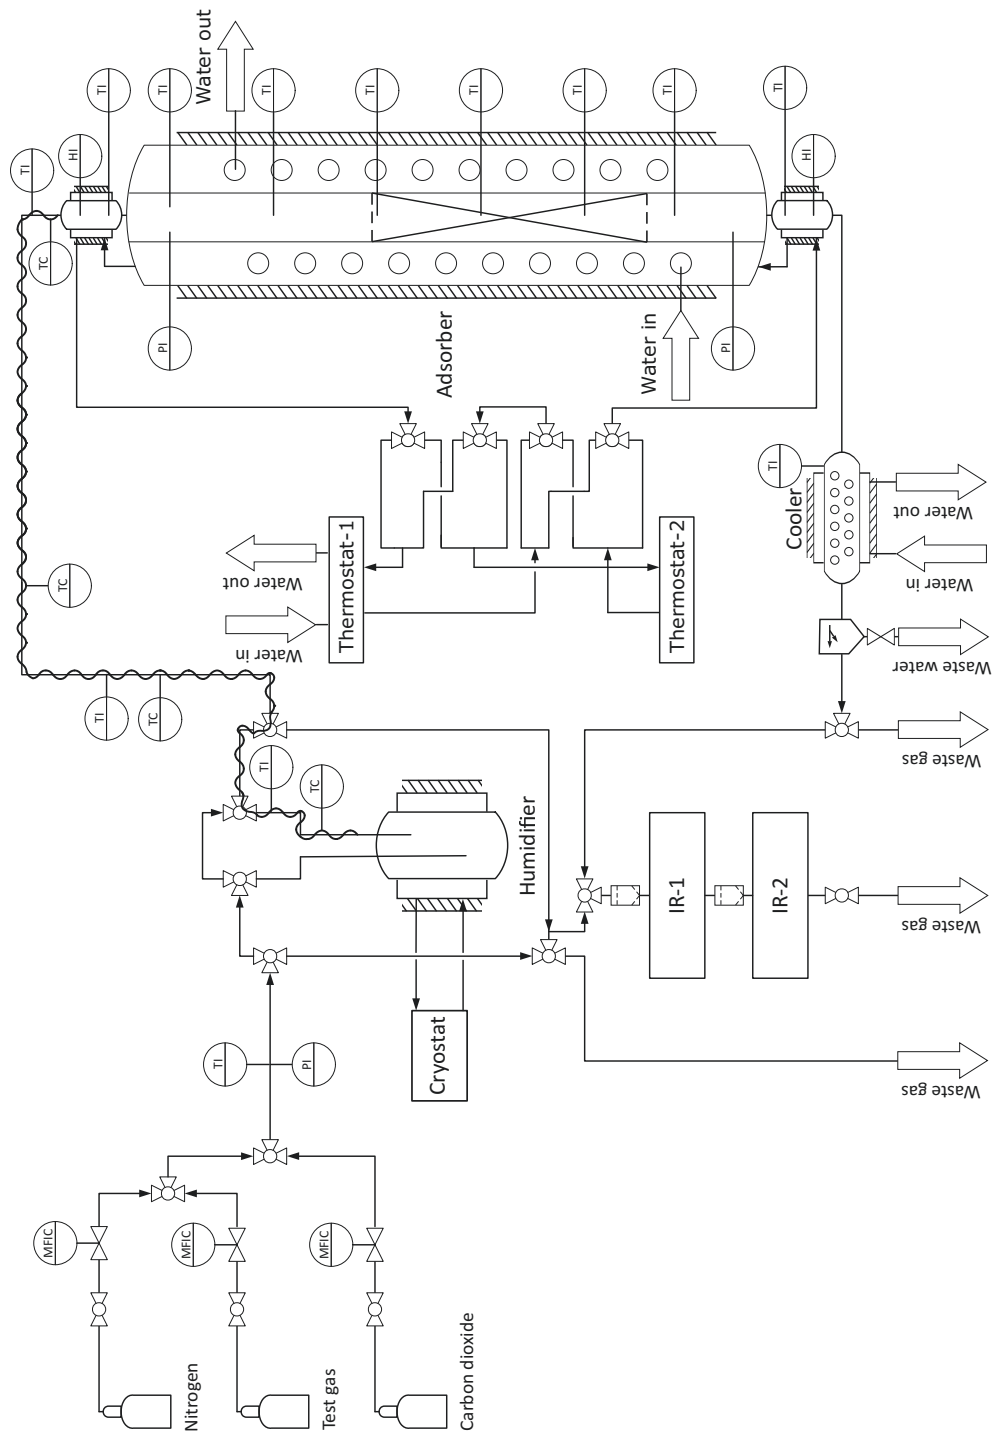 Water out
TI
TI
TI
TI
TI
TI
TI
TI
HI
TI
HI
TC
PI
PI
Adsorber
Water in
TC
Thermostat-1
Water out
Water in
Thermostat-2
TI
Cooler
Water out
Water in
Waste water
TI
TC
TI
TC
Humidifier
Cryostat
Waste gas
IR-1
IR-2
Waste gas
Waste gas
TI
PI
MFIC
MFIC
MFIC
Nitrogen
Test gas
Carbon dioxide